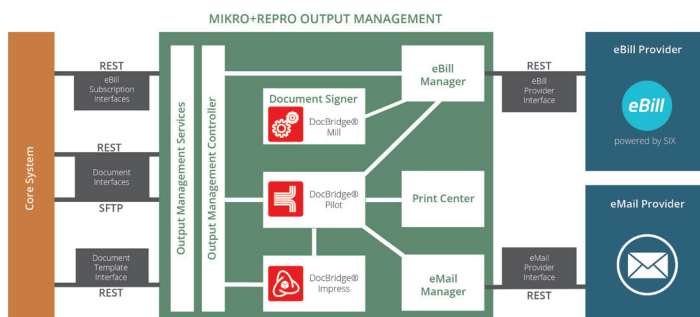 MIKRO+REPRO OUTPUT MANAGEMENT
Core System
REST
eBill
Subscription
Interfaces
REST
Document
Interfaces
SFTP
Document
Template
Interface
REST
Output Management Services
Output Management Controller
Document Signer
DocBridge®
Mill
DocBridge®
Pilot
DocBridge®
Impress
eBill
Manager
Print Center
eMail
Manager
REST
eBill
Provider
Interface
eMail
Provider
Interface
REST
eBill Provider
eBill
powered by SIX
eMail Provider